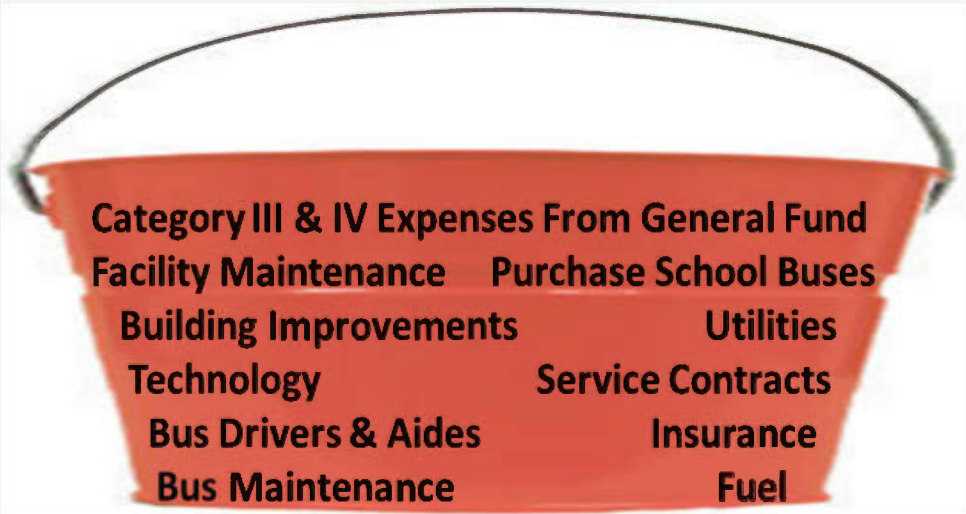 Category III & IV Expenses From General Fund
Facility Maintenance Purchase School Buses
Building Improvements Utilities
Technology Service Contracts
Bus Drivers & Aides Insurance
Bus Maintenance Fuel